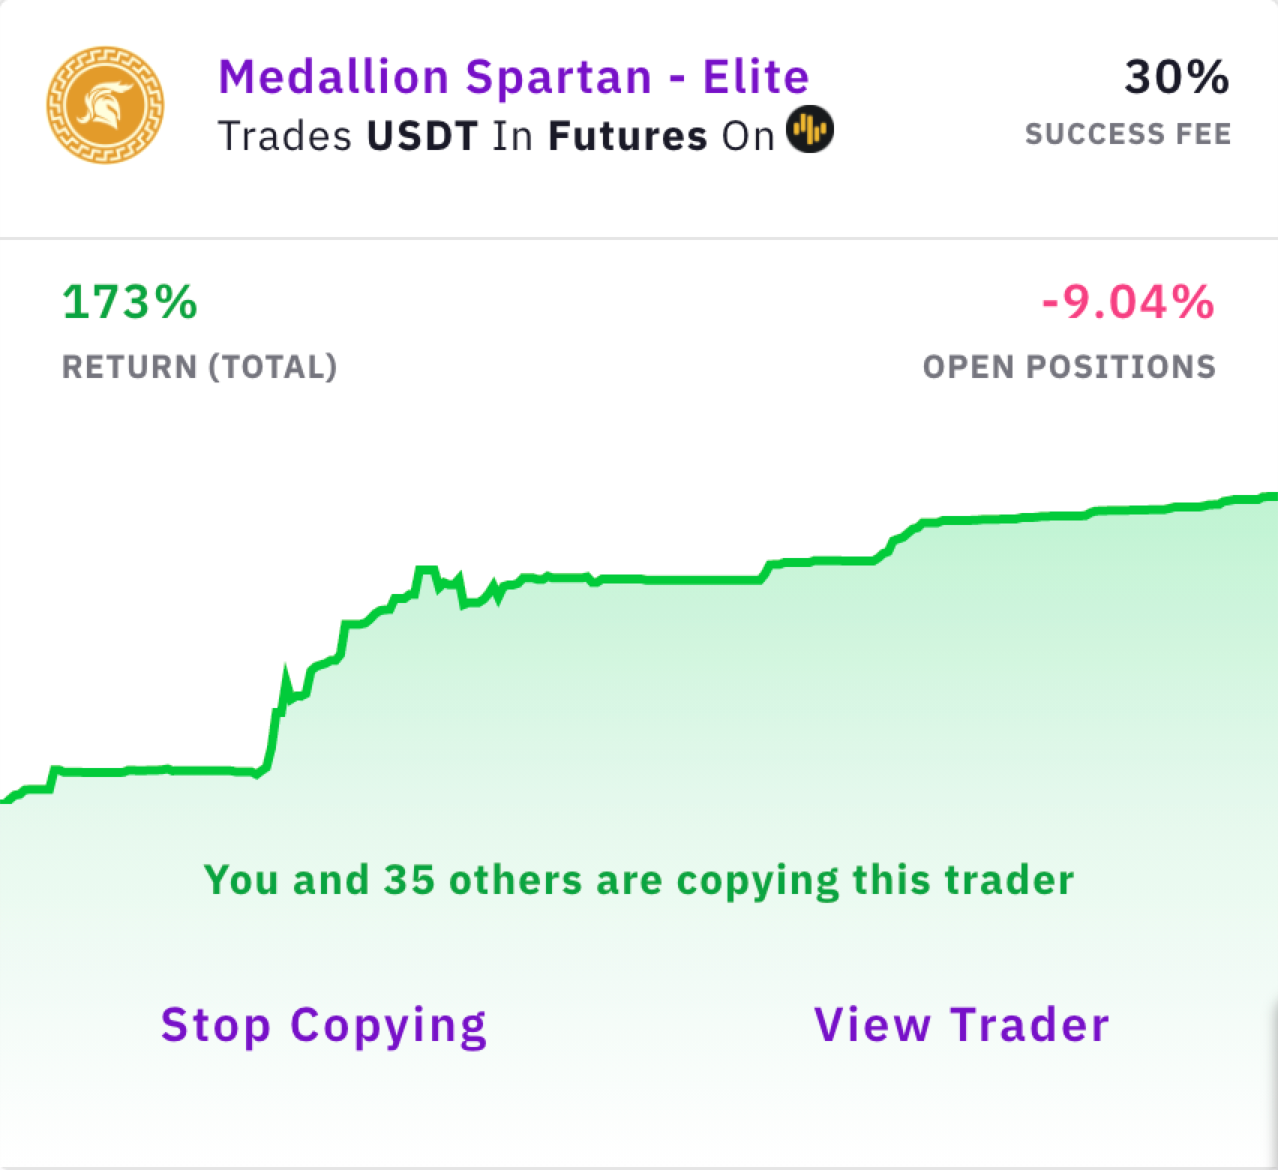 Medallion Spartan - Elite
30%
Trades USDT In Futures On
SUCCESS FEE
173%
-9.04%
RETURN (TOTAL)
OPEN POSITIONS
You and 35 others are copying this trader
Stop Copying
View Trader